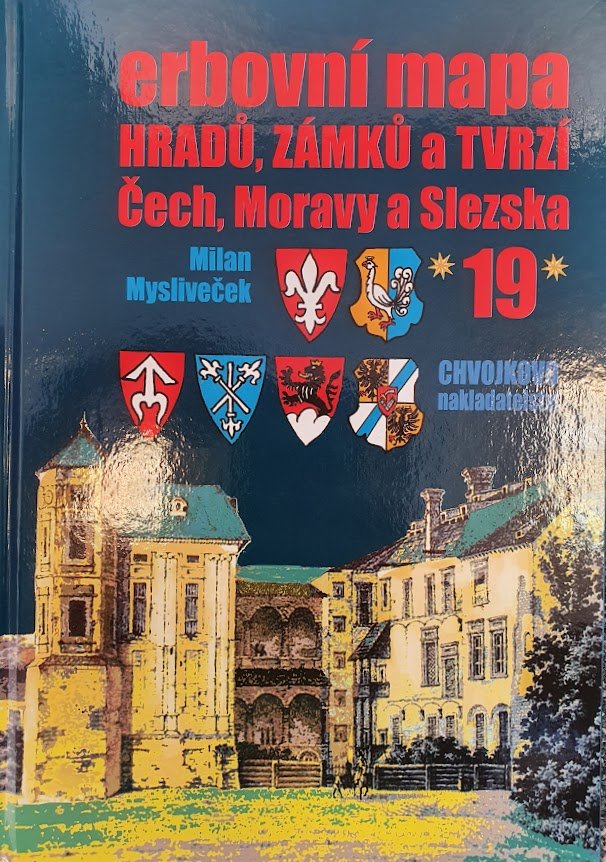 erbovní mapa
HRADŮ, ZÁMKŮ a TVRZÍ
Čech, Moravy a Slezska
Milan
Mysliveček
19
CHVOJKOVO
nakladatelství